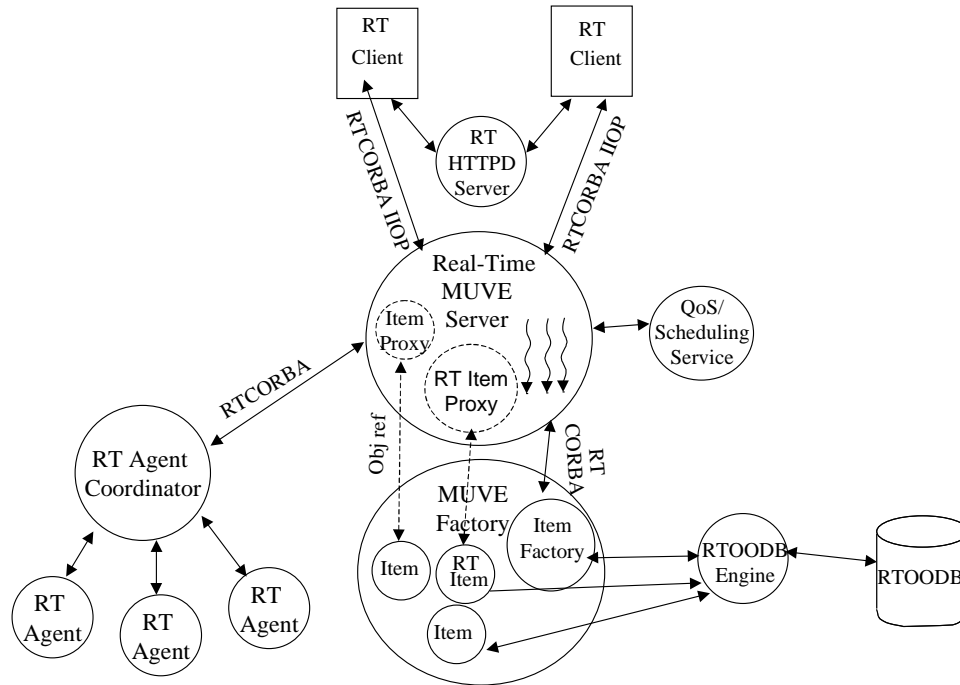 RT
Client
RT
Client
RT
HTTPD
Server
RTCORBA IIOP
RTCORBA IIOP
Real-Time
MUVE
Server
Item
Proxy
RT Item
Proxy
QoS/
Scheduling
Service
RTCORBA
Obj ref
RT
CORBA
RT Agent
Coordinator
MUVE
Factory
Item
Factory
Item
RT
Item
Item
RTOODB
Engine
RTOODB
RT
Agent
RT
Agent
RT
Agent